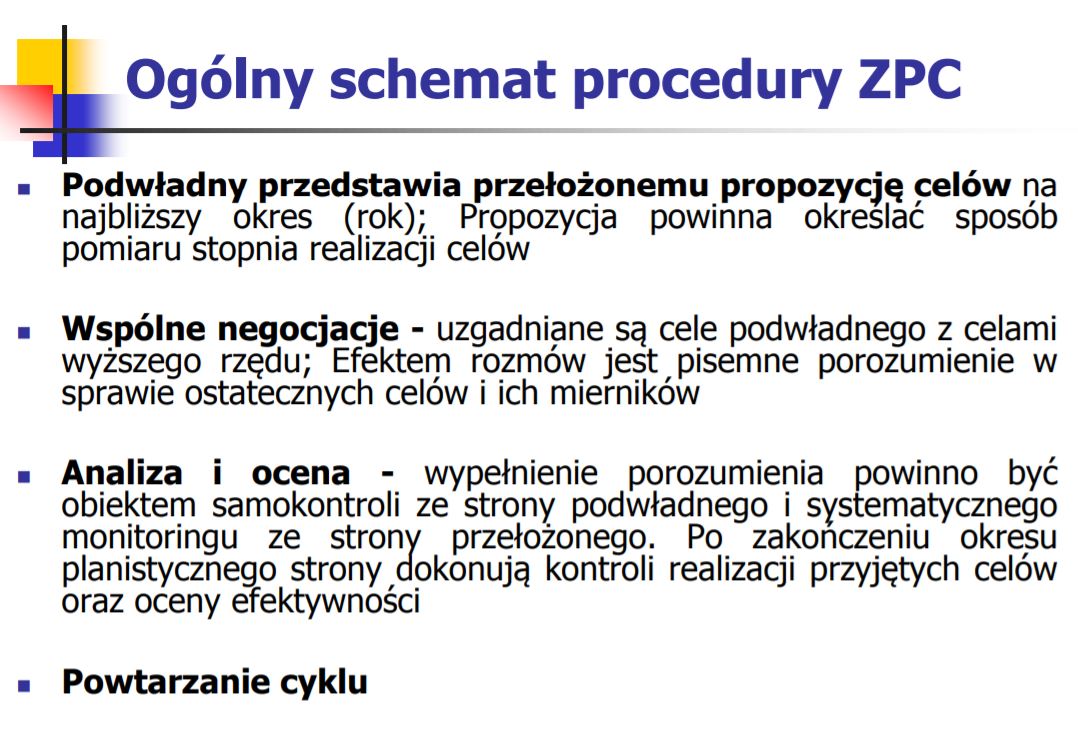 Ogólny schemat procedury ZPC
Podwładny przedstawia przełożonemu propozycję celów na
najbliższy okres (rok); Propozycja powinna określać sposób
pomiaru stopnia realizacji celów
Wspólne negocjacje - uzgadniane są cele podwładnego z celami
wyższego rzędu; Efektem rozmów jest pisemne porozumienie w
sprawie ostatecznych celów i ich mierników
Analiza i ocena - wypełnienie porozumienia powinno być
obiektem samokontroli ze strony podwładnego i systematycznego
monitoringu ze strony przełożonego. Po zakończeniu okresu
planistycznego strony dokonują kontroli realizacji przyjętych celów
oraz oceny efektywności
Powtarzanie cyklu